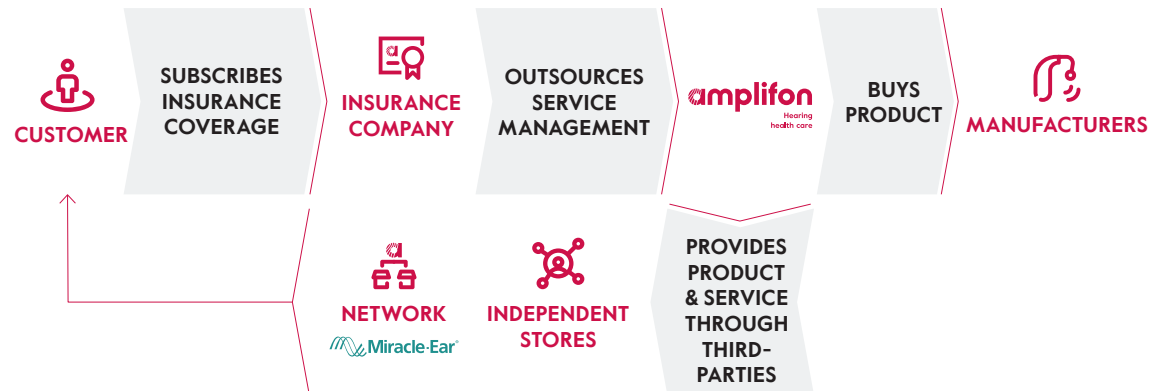 CUSTOMER
SUBSCRIBES
INSURANCE
COVERAGE
INSURANCE
COMPANY
OUTSOURCES
SERVICE
MANAGEMENT
amplifon
Hearing
health care
BUYS
PRODUCT
MANUFACTURERS
PROVIDES
PRODUCT
& SERVICE
THROUGH
THIRD-
PARTIES
INDEPENDENT
STORES
a
NETWORK
Miracle-Ear®